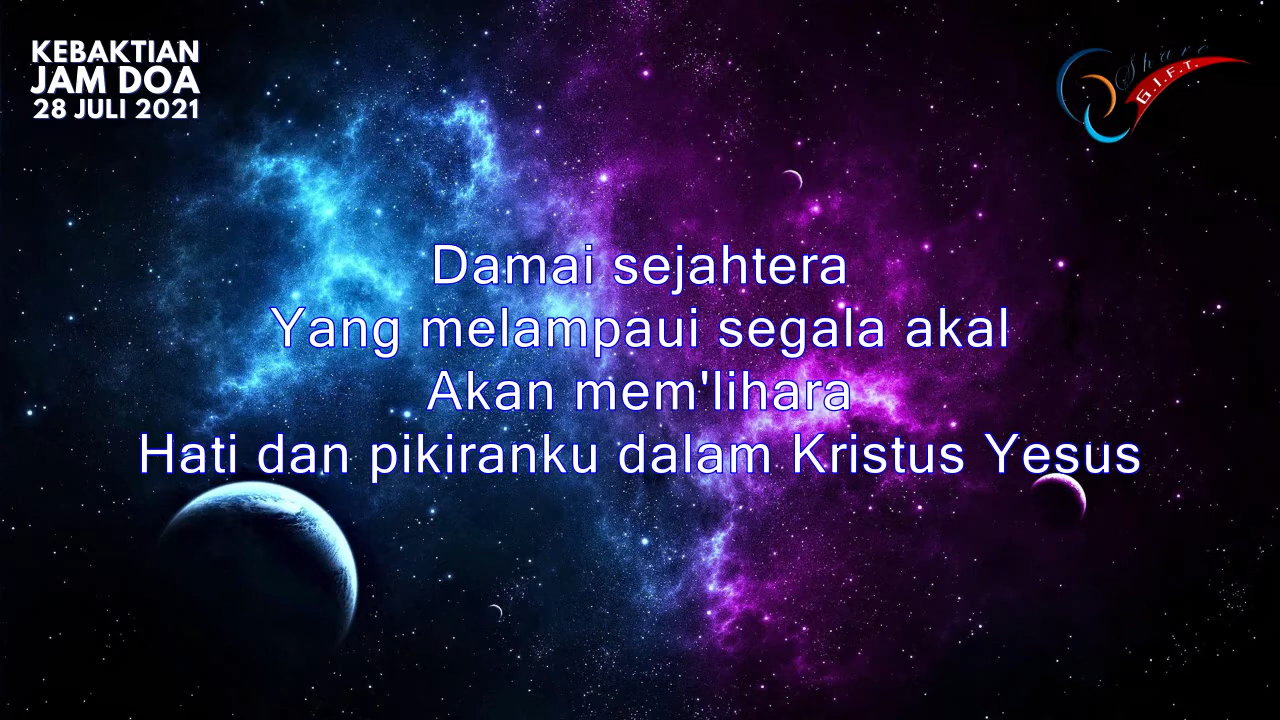 KEBAKTIAN
JAM DOA
28 JULI 2021
Share
G.I.F.T.
Damai sejahtera
Yang melampaui segala akal
Akan mem'lihara
Hati dan pikiranku dalam Kristus Yesus